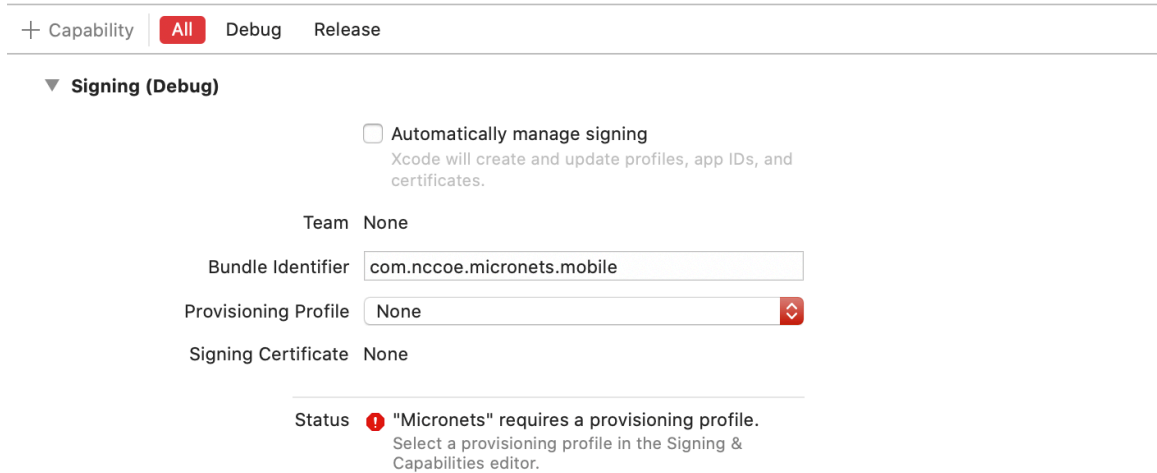 + Capability All Debug Release
Signing (Debug)
Automatically manage signing
Xcode will create and update profiles, app IDs, and
certificates.
Team None
Bundle Identifier com.nccoe.micronets.mobile
Provisioning Profile None
Signing Certificate None
Status "Micronets" requires a provisioning profile.
Select a provisioning profile in the Signing &
Capabilities editor.